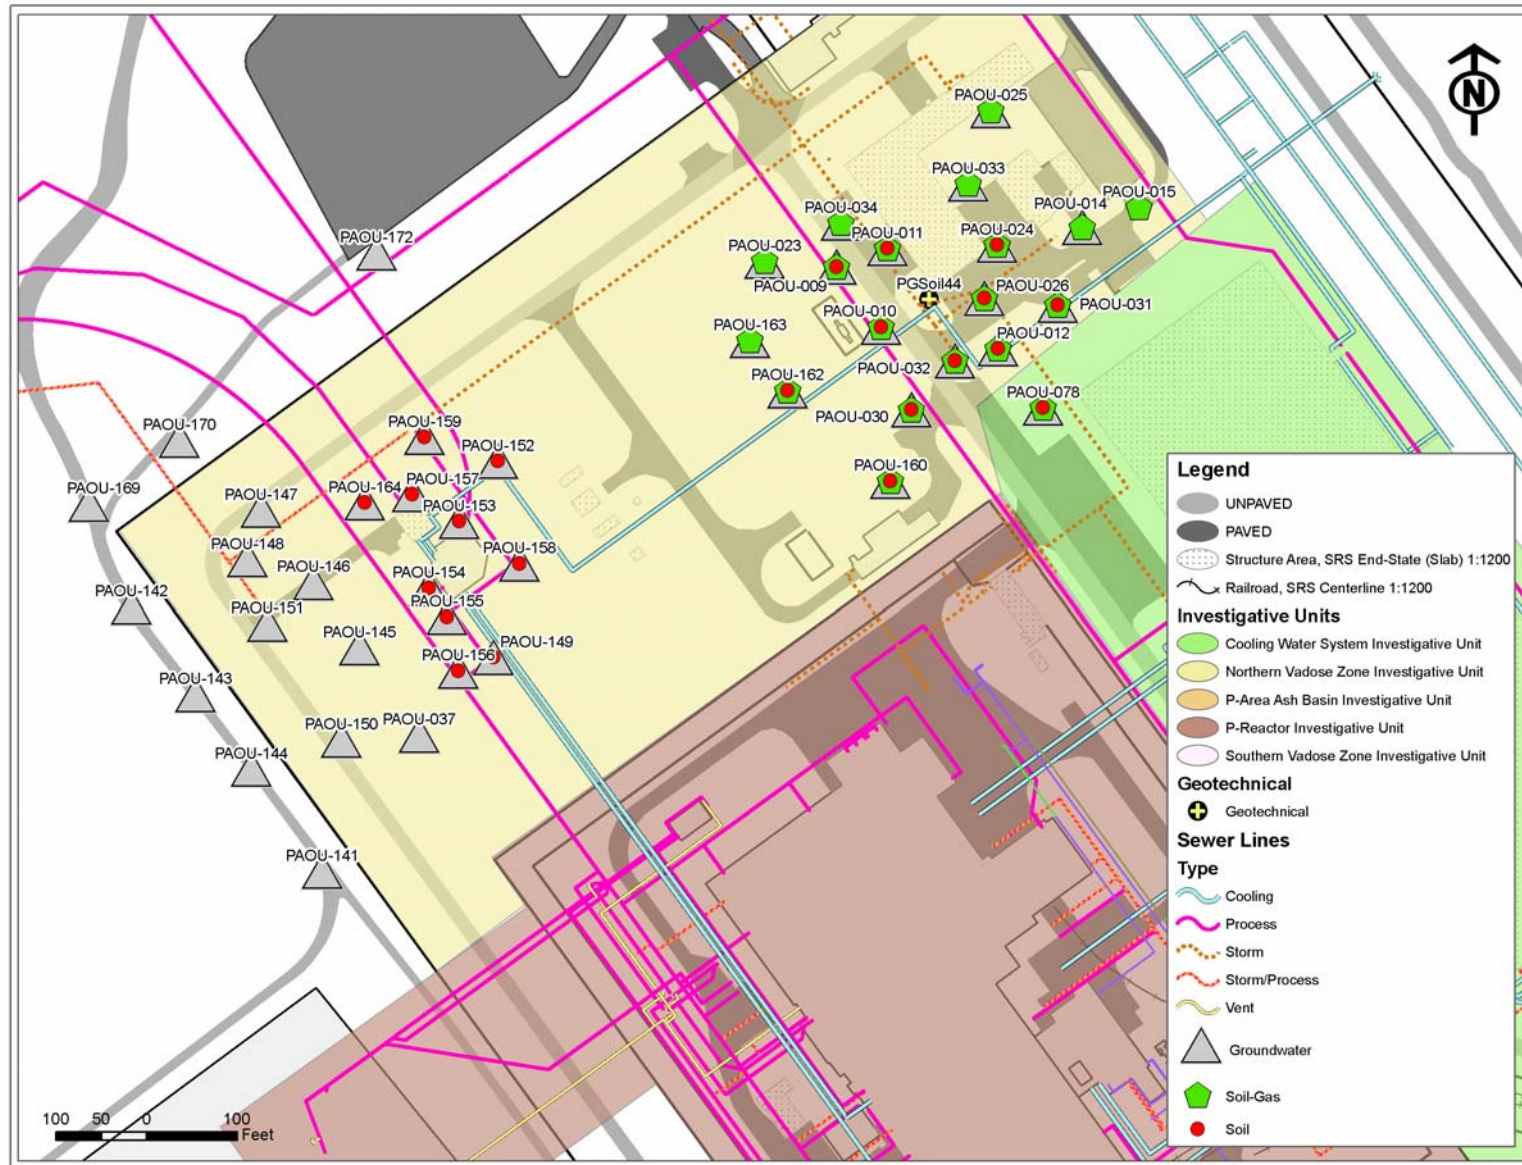 N
PAOU-025
PAOU-033
PAOU-015
PAOU-014
PAOU-034
PAOU-011
PAOU-024
PAOU-172
PAOU-023
PAOU-009
PGSoil44
PAOU-026
PAOU-031
PAOU-010
PAOU-163
PAOU-012
PAOU-032
PAOU-162
PAOU-078
PAOU-030
PAOU-159
PAOU-170
PAOU-152
PAOU-160
PAOU-157
PAOU-164
PAOU-169
PAOU-147
PAOU-153
PAOU-148
PAOU-158
PAOU-146
PAOU-154
PAOU-142
PAOU-155
PAOU-151
PAOU-145
PAOU-149
PAOU-156
PAOU-143
PAOU-150
PAOU-037
PAOU-144
PAOU-141
100 50 0 100
Feet
Legend
UNPAVED
PAVED
Structure Area, SRS End-State (Slab) 1:1200
Railroad, SRS Centerline 1:1200
Investigative Units
Cooling Water System Investigative Unit
Northern Vadose Zone Investigative Unit
P-Area Ash Basin Investigative Unit
P-Reactor Investigative Unit
Southern Vadose Zone Investigative Unit
Geotechnical
Geotechnical
Sewer Lines
Type
Cooling
Process
Storm
Storm/Process
Vent
Groundwater
Soil-Gas
Soil